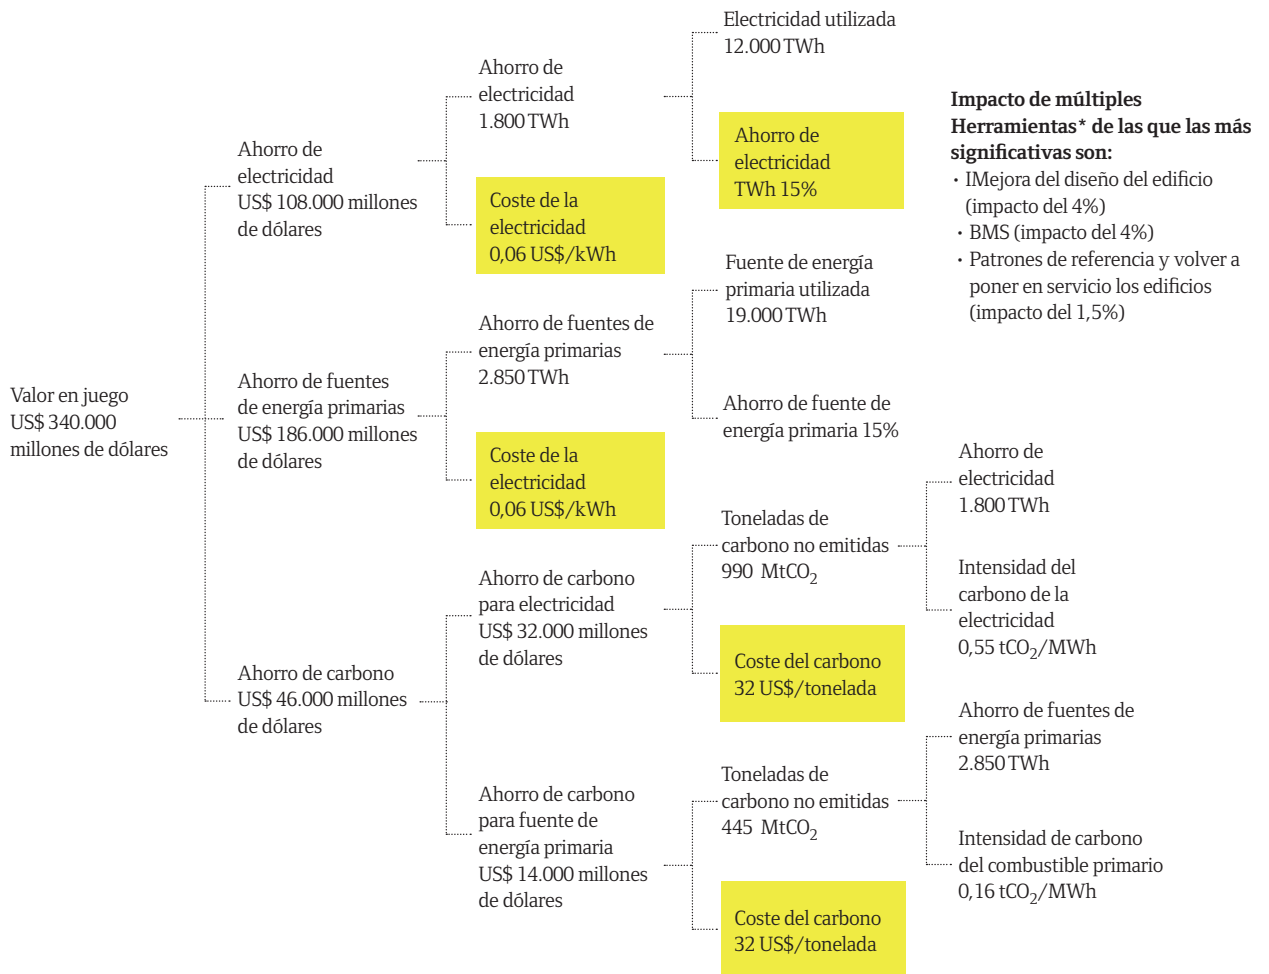 Valor en juego
US$ 340.000
millones de dólares
Ahorro de
electricidad
US$ 108.000 millones
de dólares
Ahorro de fuentes
de energía primarias
US$ 186.000 millones
de dólares
Ahorro de carbono
US$ 46.000 millones
de dólares
Ahorro de
electricidad
1.800 TWh
Coste de la
electricidad
0,06 US$/kWh
Ahorro de fuentes de
energía primarias
2.850 TWh
Coste de la
electricidad
0,06 US$/kWh
Ahorro de carbono
para electricidad
US$ 32.000 millones
de dólares
Ahorro de carbono
para fuente de
energía primaria
US$ 14.000 millones
de dólares
Electricidad utilizada
12.000 TWh
Ahorro de
electricidad
TWh 15%
Fuente de energía
primaria utilizada
19.000 TWh
Ahorro de fuente de
energía primaria 15%
Toneladas de
carbono no emitidas
990 MtCO₂
Coste del carbono
32 US$/tonelada
Toneladas de
carbono no emitidas
445 MtCO₂
Coste del carbono
32 US$/tonelada
Impacto de múltiples
Herramientas* de las que las más
significativas son:
· IMejora del diseño del edificio
(impacto del 4%)
· BMS (impacto del 4%)
· Patrones de referencia y volver a
poner en servicio los edificios
(impacto del 1,5%)
Ahorro de
electricidad
1.800 TWh
Intensidad del
carbono de la
electricidad
0,55 tCO₂/MWh
Ahorro de fuentes de
energía primarias
2.850 TWh
Intensidad de carbono
del combustible primario
0,16 tCO₂/MWh